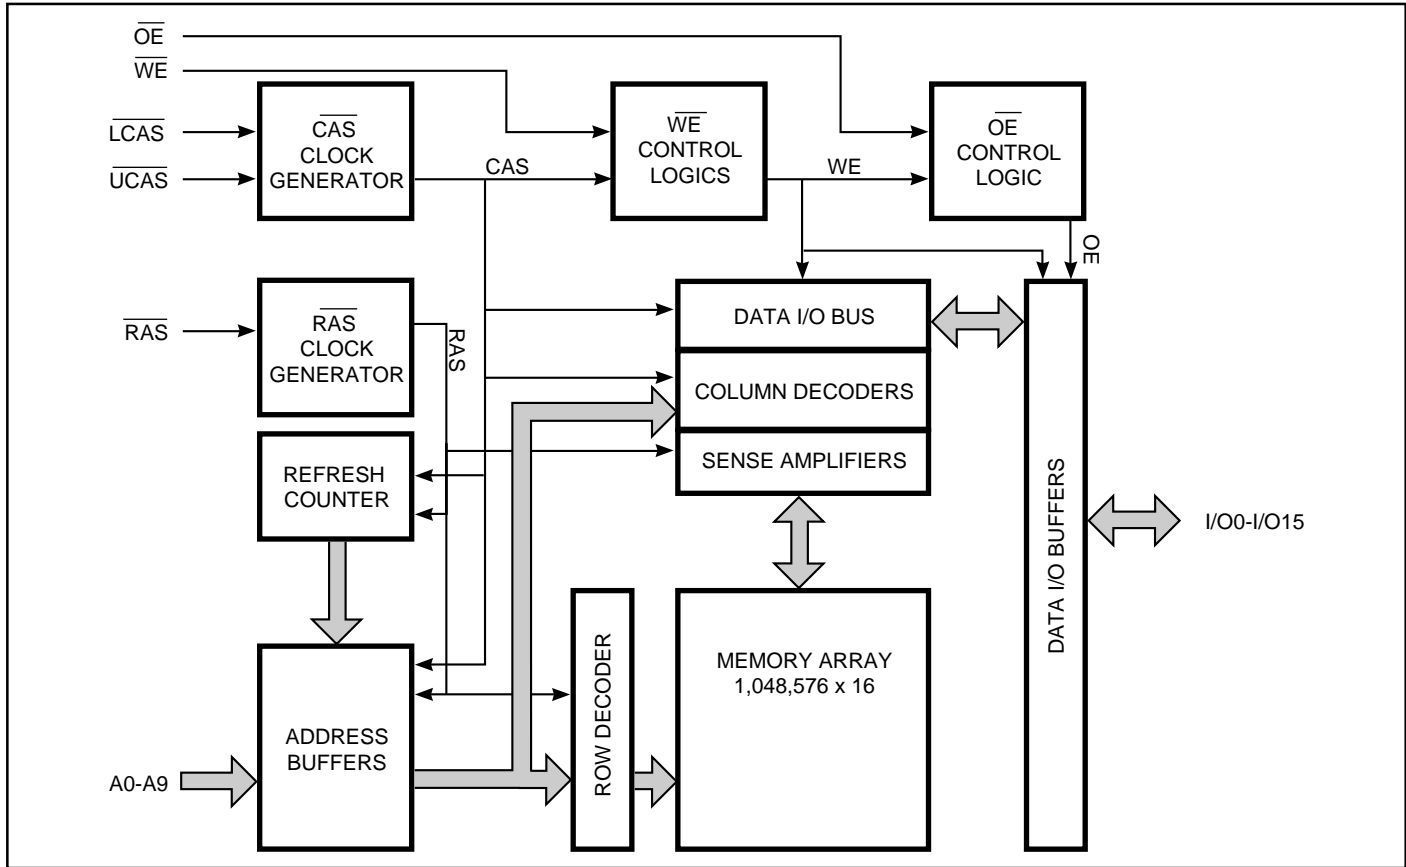 OE
WE
LCAS
UCAS
CAS
CLOCK
GENERATOR
CAS
WE
CONTROL
LOGICS
WE
OE
CONTROL
LOGIC
OE
RAS
RAS
CLOCK
GENERATOR
RAS
DATA I/O BUS
COLUMN DECODERS
SENSE AMPLIFIERS
REFRESH
COUNTER
DATA I/O BUFFERS
I/O0-I/O15
ADDRESS
BUFFERS
A0-A9
ROW DECODER
MEMORY ARRAY
1,048,576 x 16